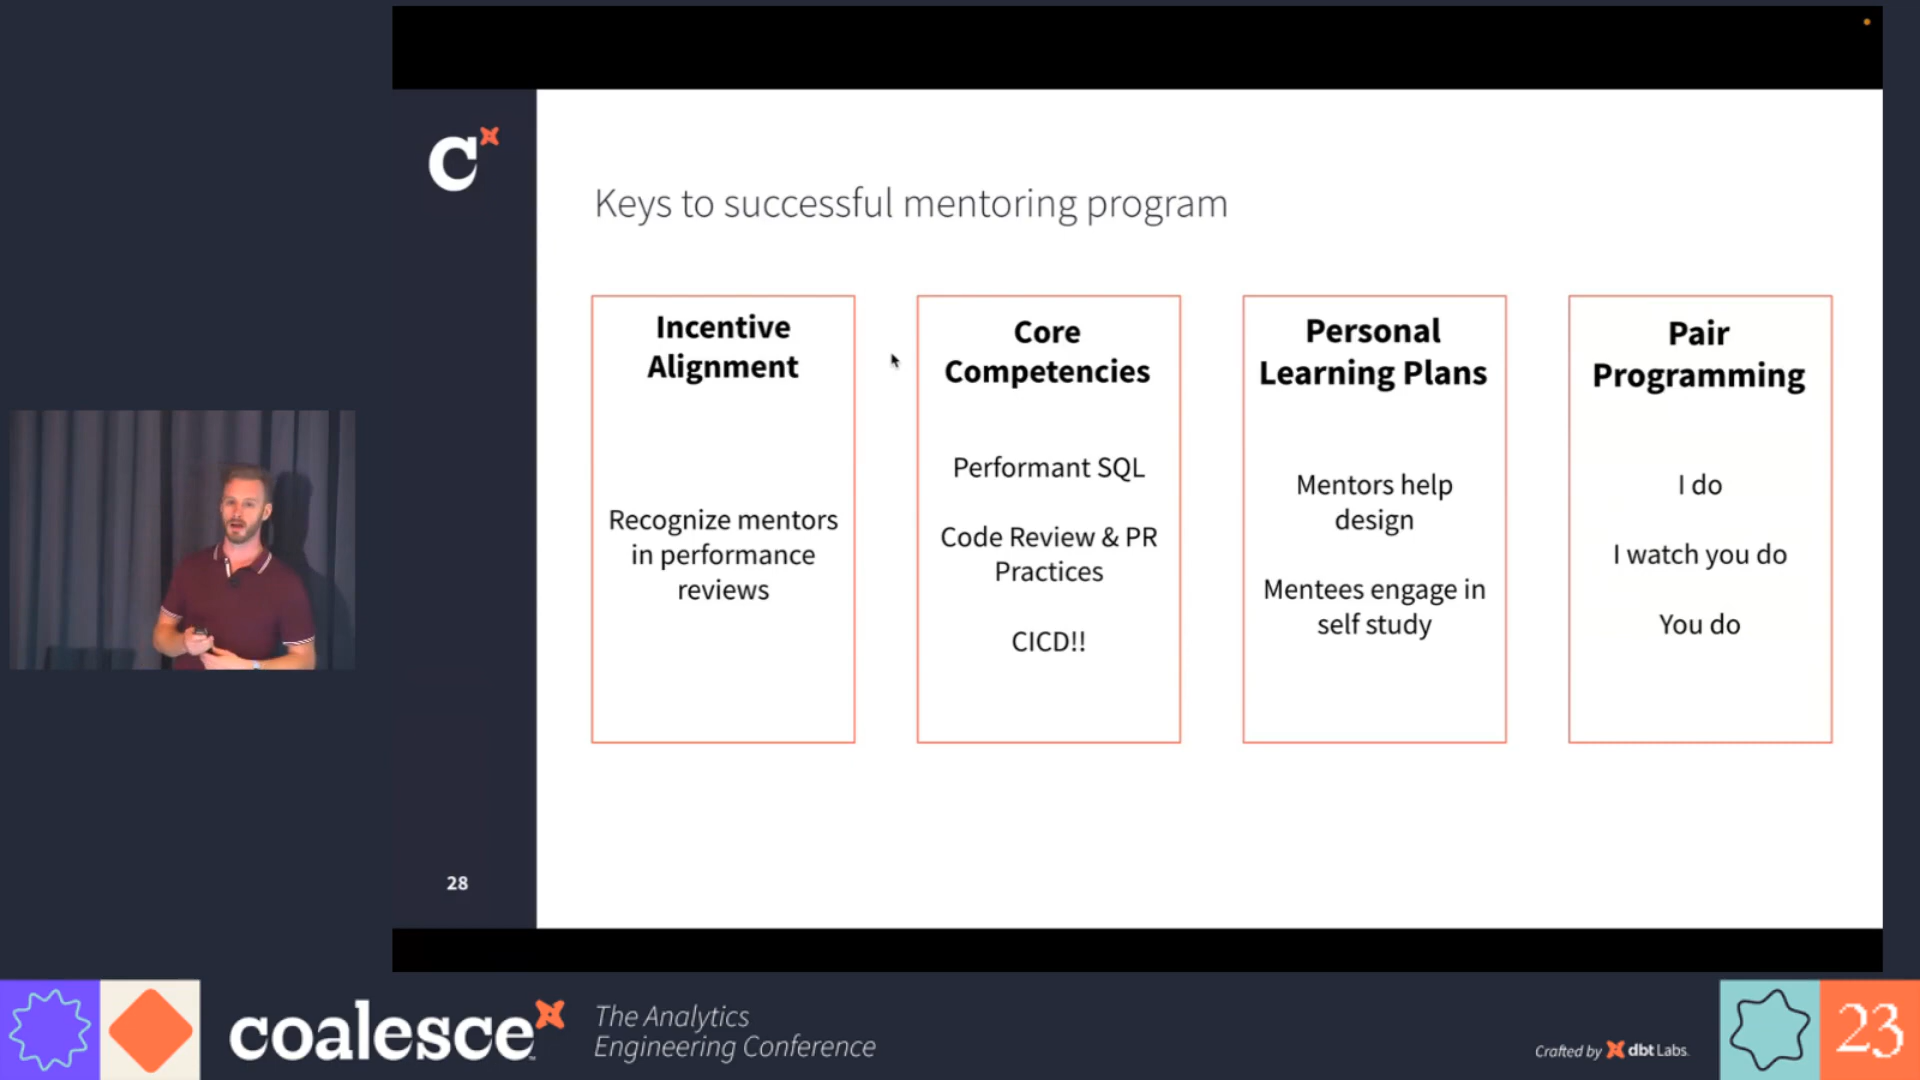 C
Keys to successful mentoring program
Incentive
Alignment
Recognize mentors
in performance
reviews
Core
Competencies
Performant SQL
Code Review & PR
Practices
CICD!!
Personal
Learning Plans
Mentors help
design
Mentees engage in
self study
Pair
Programming
I do
I watch you do
You do
28
coalesce
The Analytics
Engineering Conference
Crafted by dbt Labs.
23